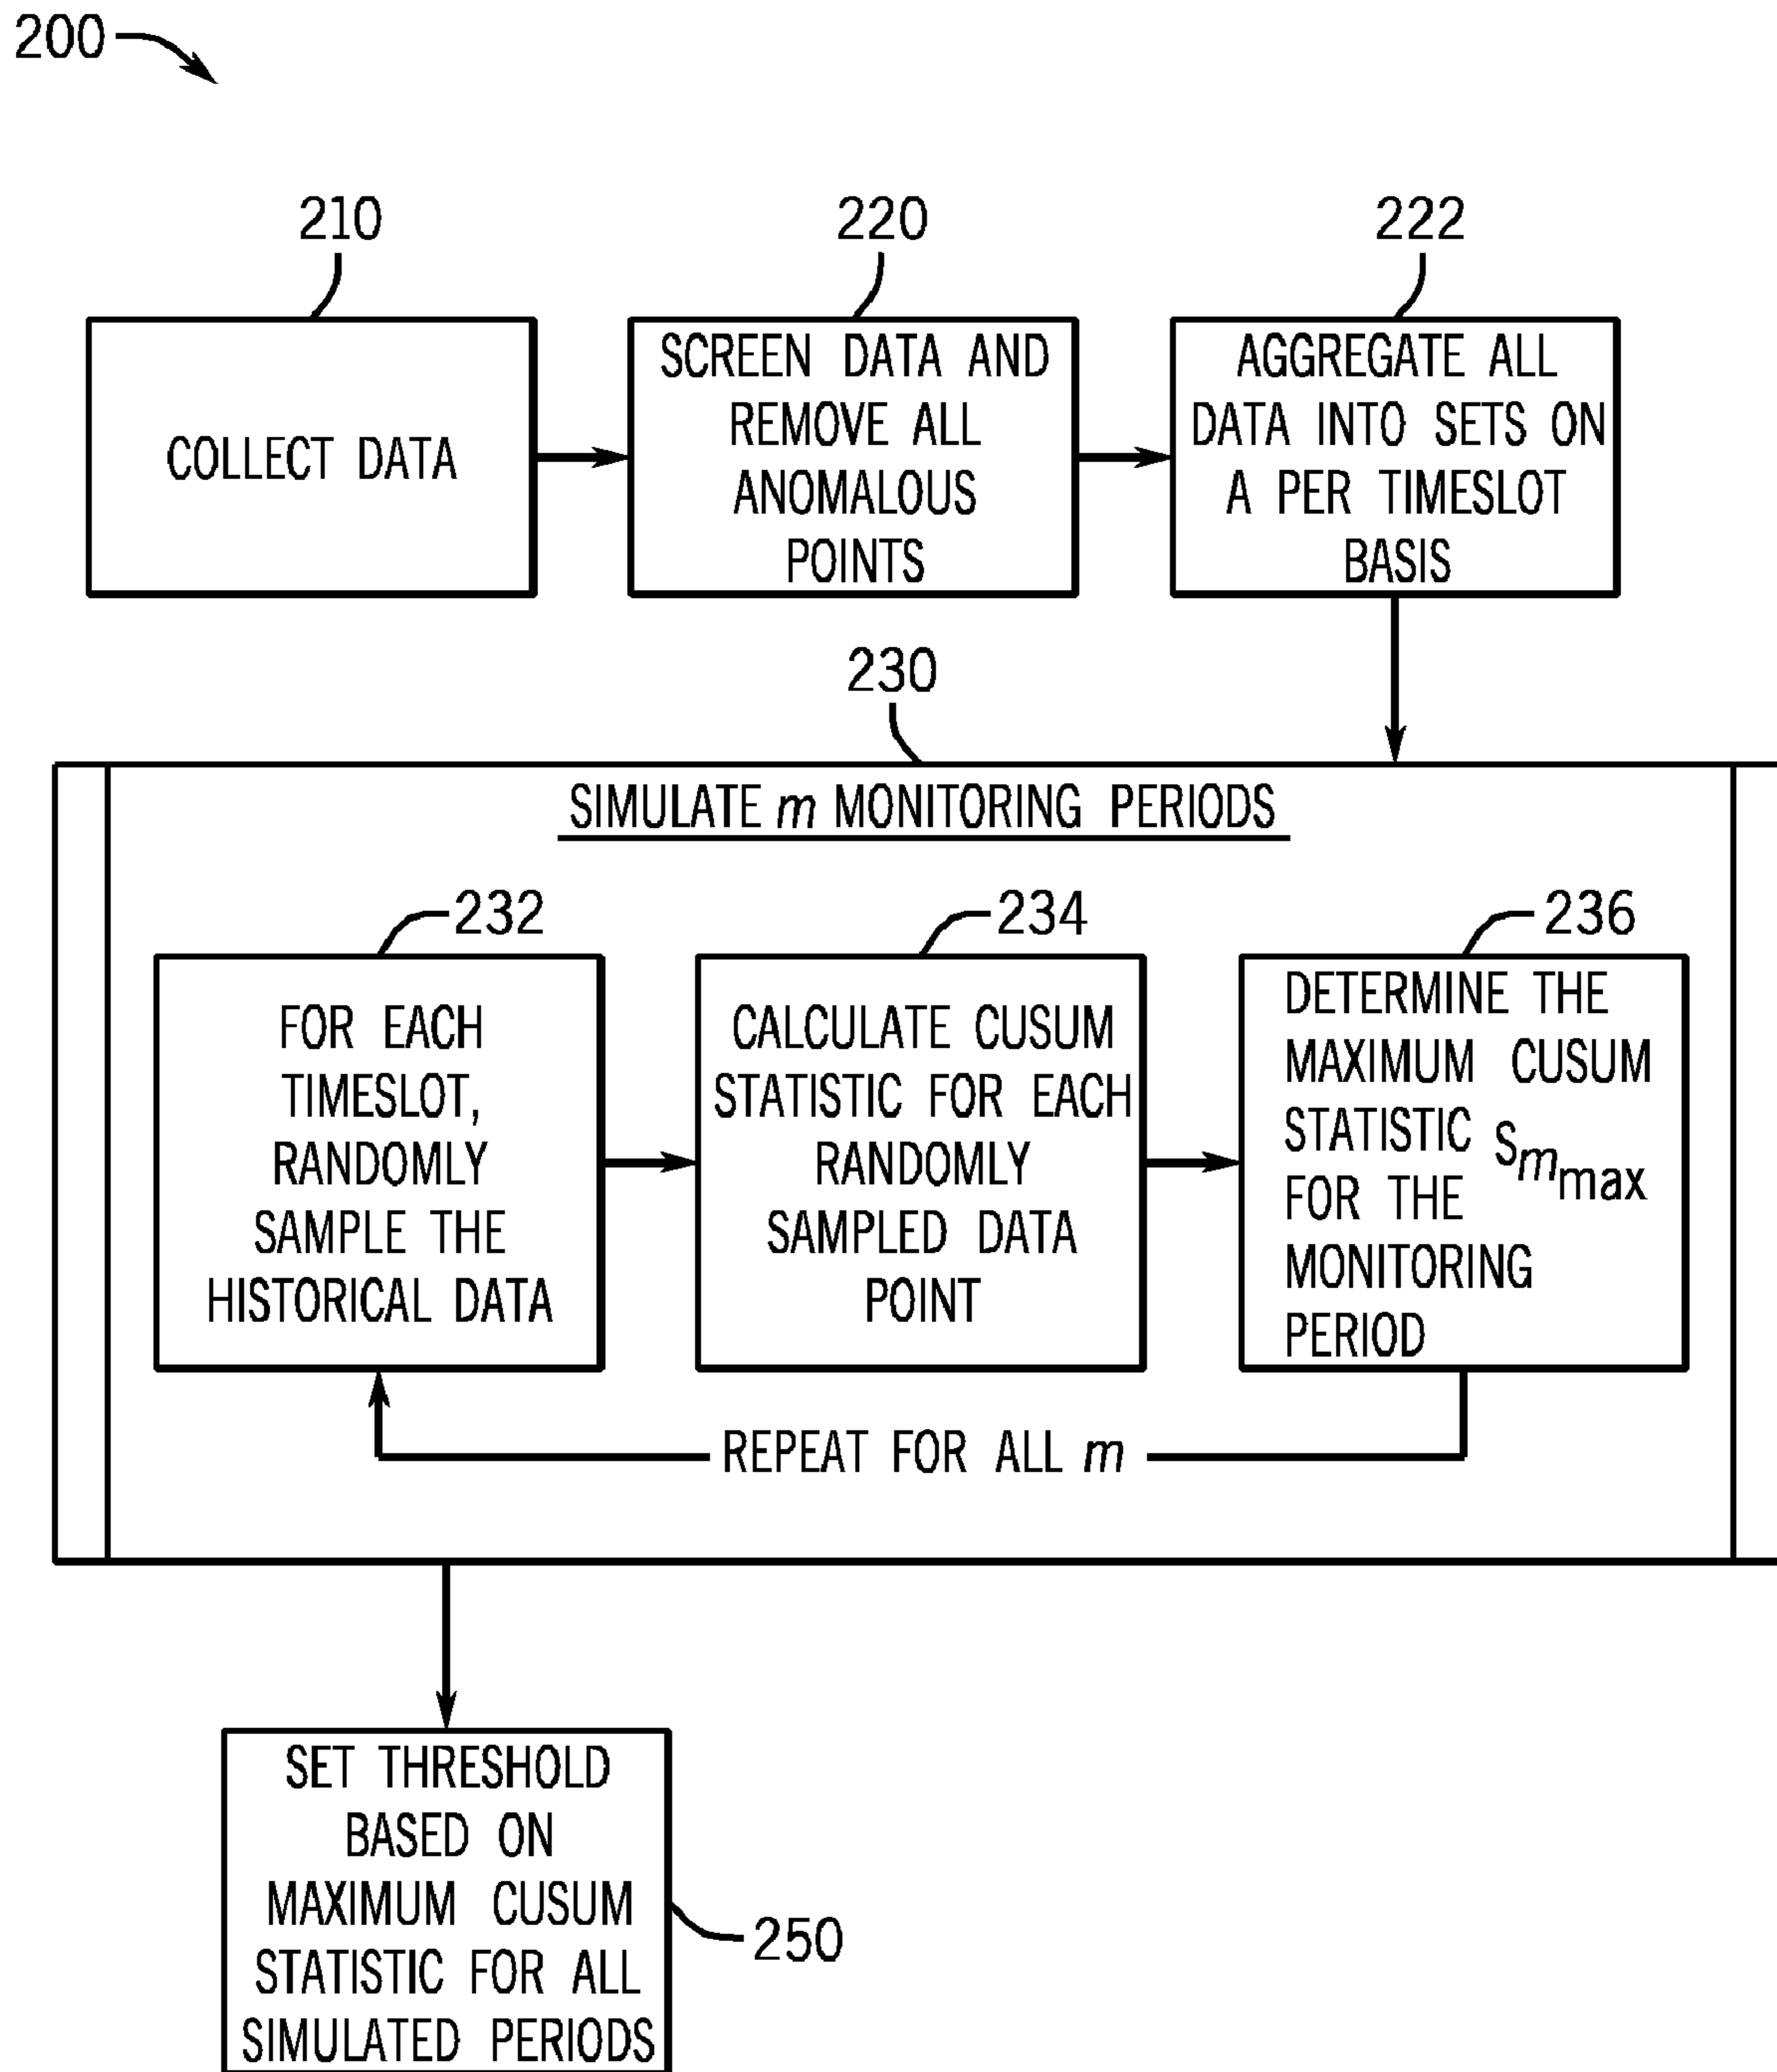 200
210
220
222
COLLECT DATA
SCREEN DATA AND
REMOVE ALL
ANOMALOUS
POINTS
AGGREGATE ALL
DATA INTO SETS ON
A PER TIMESLOT
BASIS
230
SIMULATE m MONITORING PERIODS
232
234
236
FOR EACH
TIMESLOT,
RANDOMLY
SAMPLE THE
HISTORICAL DATA
CALCULATE CUSUM
STATISTIC FOR EACH
RANDOMLY
SAMPLED DATA
POINT
DETERMINE THE
MAXIMUM CUSUM
STATISTIC Smmax
FOR THE
MONITORING
PERIOD
REPEAT FOR ALL m
SET THRESHOLD
BASED ON
MAXIMUM CUSUM
STATISTIC FOR ALL
SIMULATED PERIODS
250